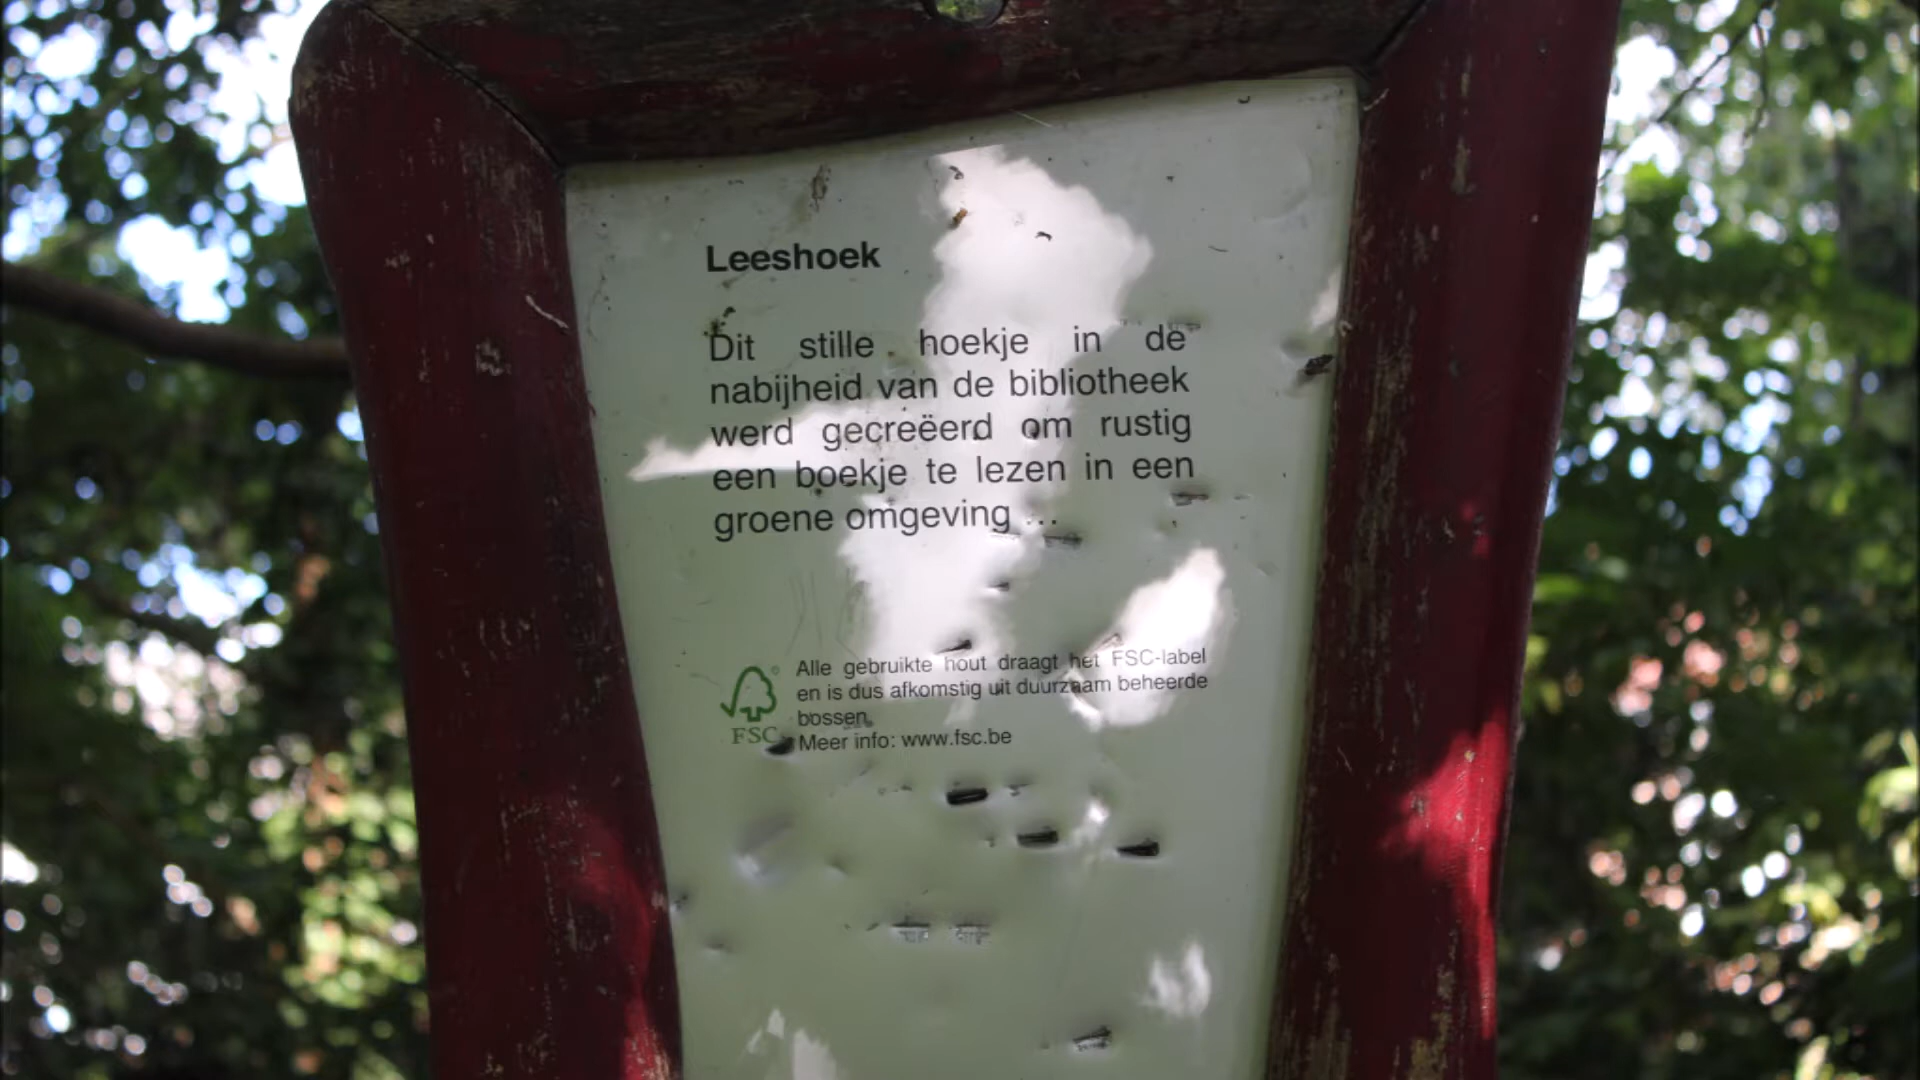 Leeshoek
Dit stille hoekje in de
nabijheid van de bibliotheek
werd gecreëerd om rustig
een boekje te lezen in een
groene omgeving ...
Alle gebruikte hout draagt het FSC-label
en is dus afkomstig uit duurzaam beheerde
bossen.
Meer info: www.fsc.be
FSC